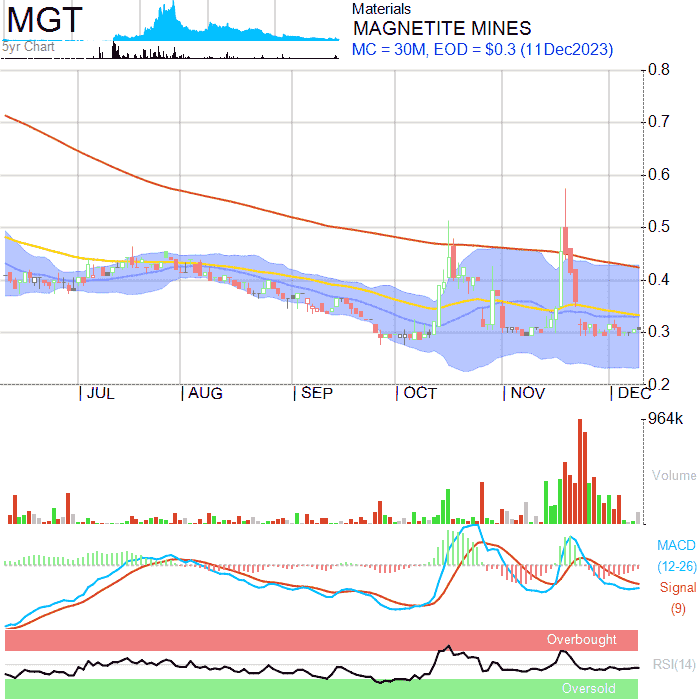 MGT
Materials
MAGNETITE MINES
MC = 30M, EOD = $0.3 (11Dec2023)
5yr Chart
0.8
0.7
0.6
0.5
0.4
0.3
0.2
JUL AUG SEP OCT NOV DEC
964k
Volume
MACD
(12-26)
Signal
(9)
Overbought
RSI(14)
Oversold